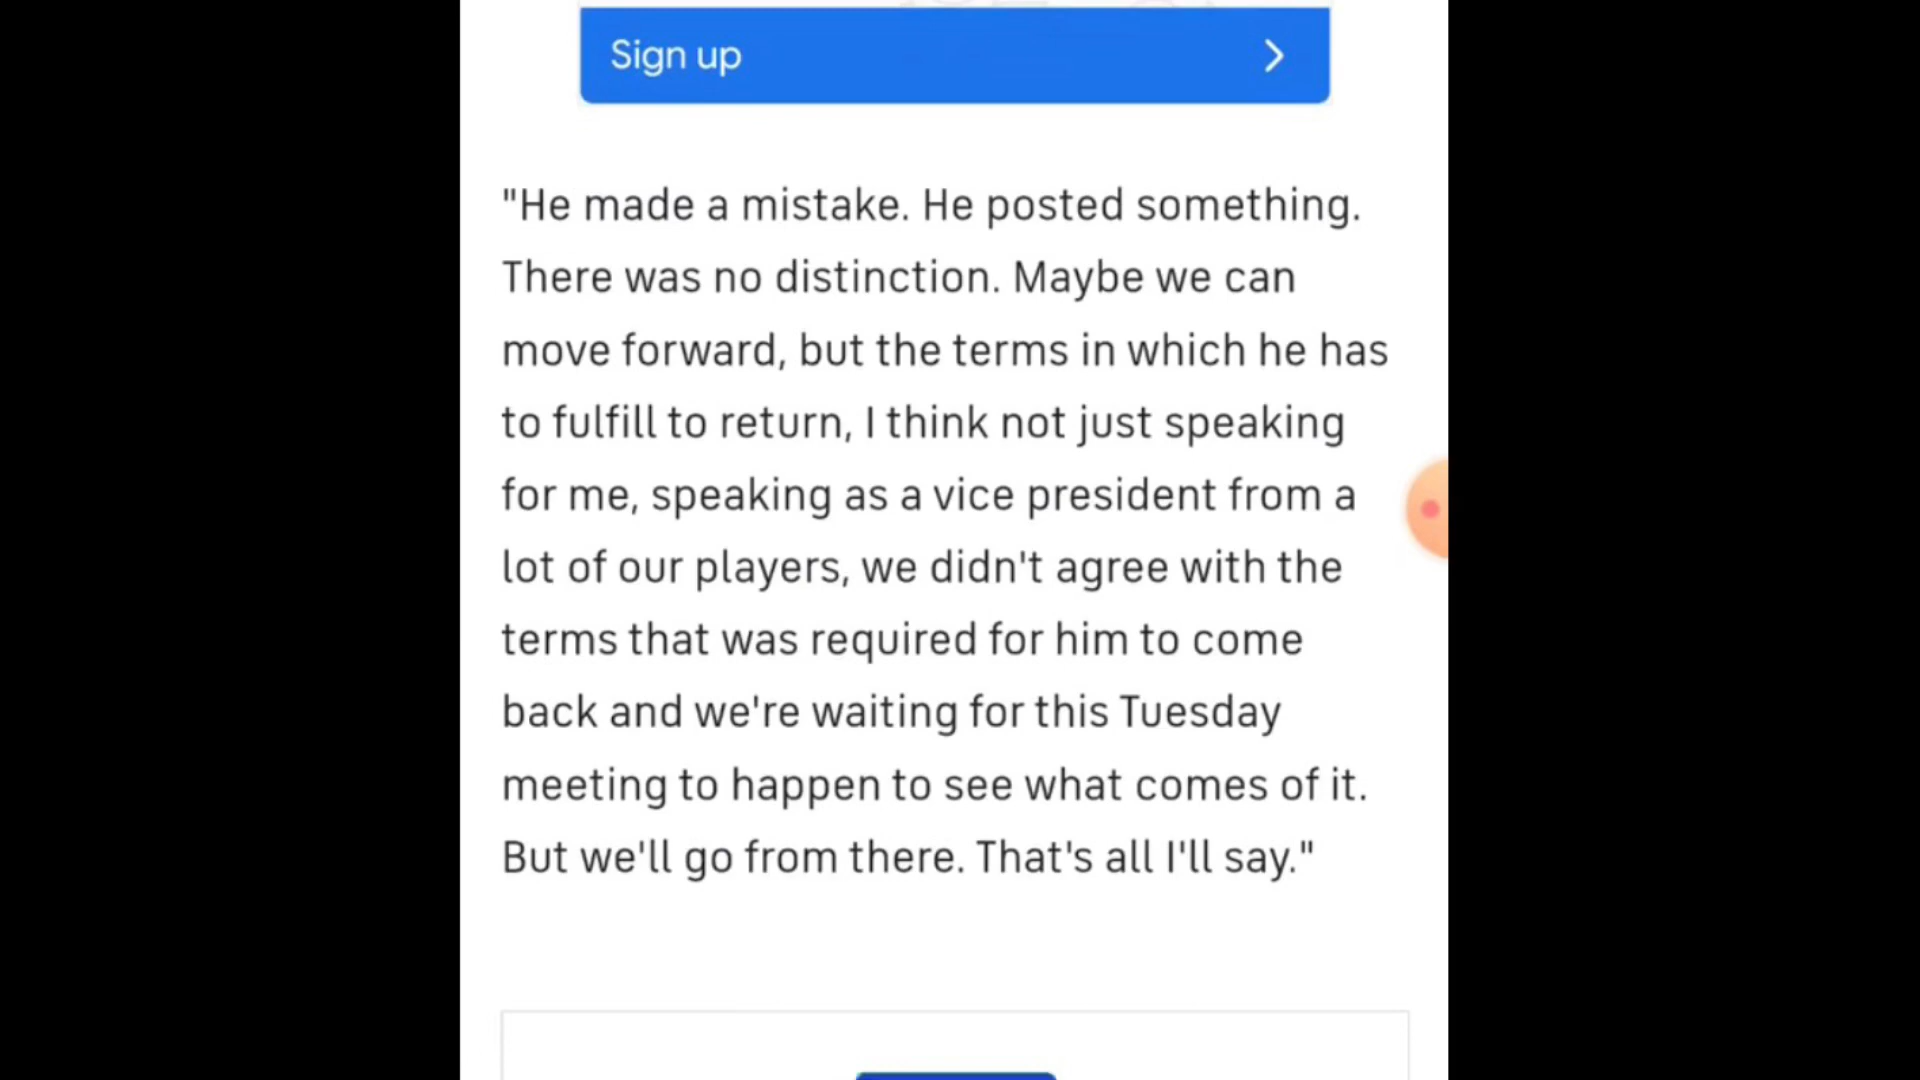 Sign up
"He made a mistake. He posted something.
There was no distinction. Maybe we can
move forward, but the terms in which he has
to fulfill to return, I think not just speaking
for me, speaking as a vice president from a
lot of our players, we didn't agree with the
terms that was required for him to come
back and we're waiting for this Tuesday
meeting to happen to see what comes of it.
But we'll go from there. That's all I'll say."